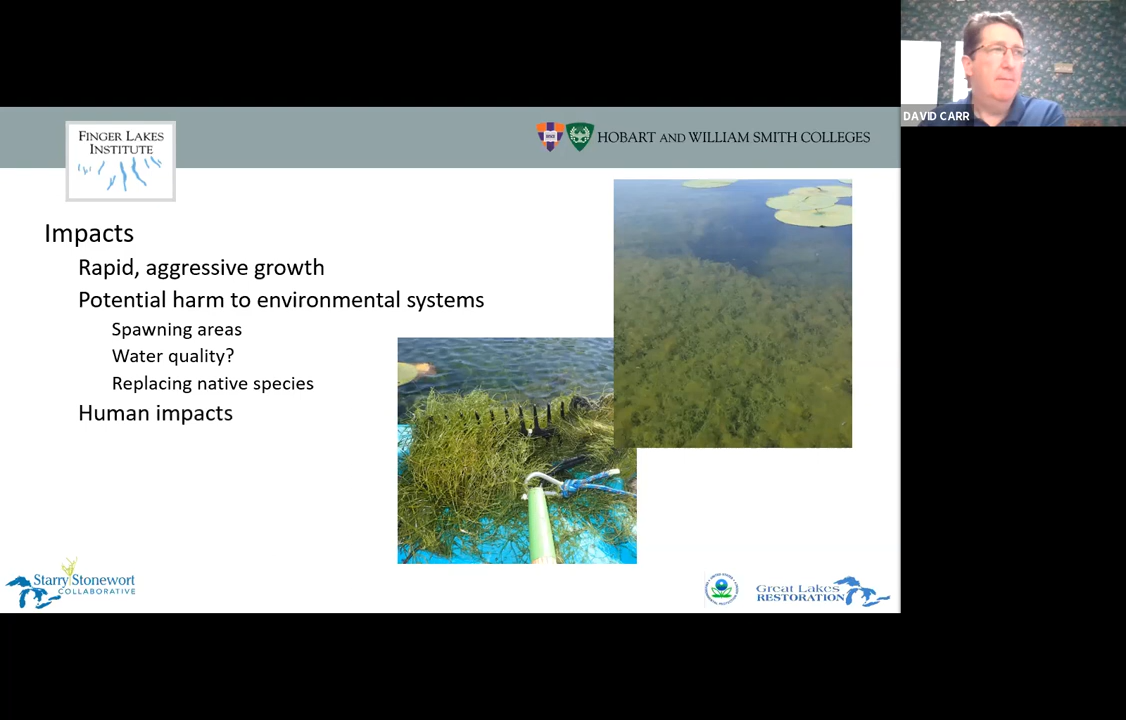 DAVID CARR
FINGER LAKES
INSTITUTE
HOBART AND WILLIAM SMITH COLLEGES
Impacts
Rapid, aggressive growth
Potential harm to environmental systems
Spawning areas
Water quality?
Replacing native species
Human impacts
Starry Stonewort
COLLABORATIVE
Great Lakes
RESTORATION